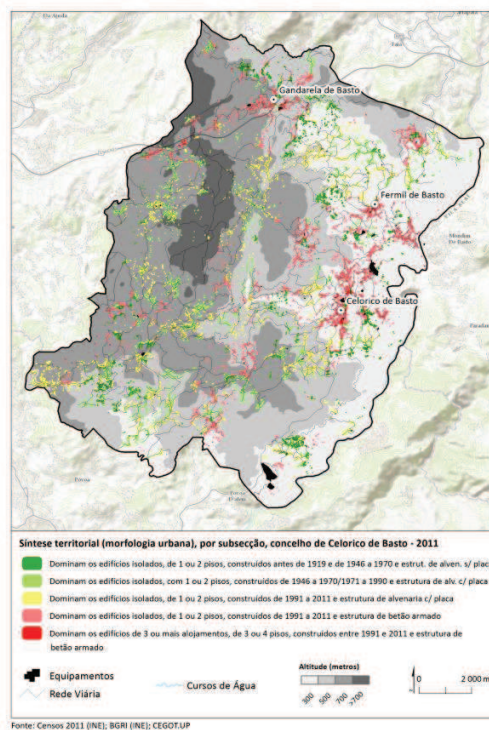 Gandarela de Basto
Fermil de Basto
Mondim
De Basto
Celorico de Basto
Síntese territorial (morfologia urbana), por subsecção, concelho de Celorico de Basto - 2011
Dominam os edifícios isolados, de 1 ou 2 pisos, construídos antes de 1919 e de 1946 a 1970 e estrut. de alven. s/ plac
Dominam os edifícios isolados, com 1 ou 2 pisos, construídos de 1946 a 1970/1971 a 1990 e estrutura de alv. c/ placa
Dominam os edifícios isolados, de 1 ou 2 pisos, construídos de 1991 a 2011 e estrutura de alvenaria c/ placa
Dominam os edifícios isolados, de 1 ou 2 pisos, construídos de 1991 a 2011 e estrutura de betão armado
Dominam os edifícios de 3 ou mais alojamentos, de 3 ou 4 pisos, construídos entre 1991 e 2011 e estrutura de
betão armado
Equipamentos
Rede Viária
Cursos de Água
Altitude (metros)
300 500 700 >700
0 2 000 m
Fonte: Censos 2011 (INE); BGRI (INE); CEGOT.UP